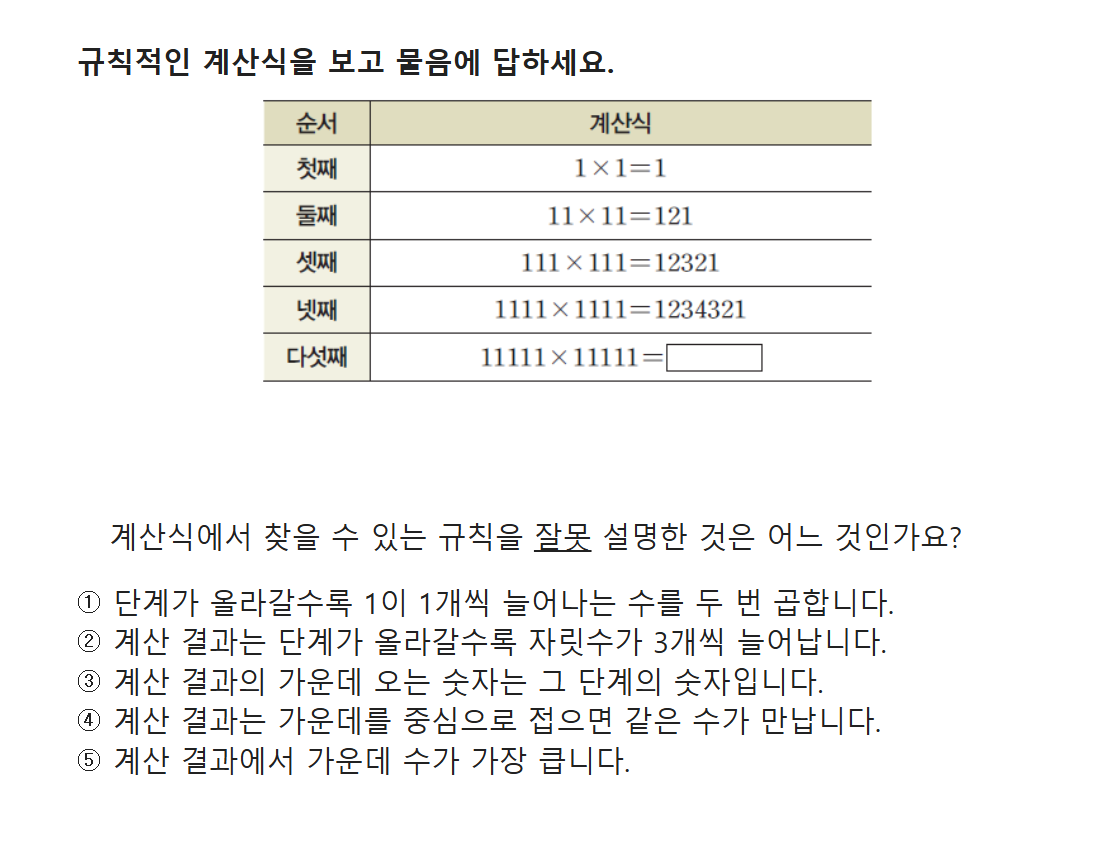 규칙적인 계산식을 보고 물음에 답하세요.
순서 계산식
첫째 1×1=1
둘째 11×11=121
셋째 111×111=12321
넷째 1111×1111=1234321
다섯째 11111×11111=
계산식에서 찾을 수 있는 규칙을 잘못 설명한 것은 어느 것인가요?
① 단계가 올라갈수록 1이 1개씩 늘어나는 수를 두 번 곱합니다.
② 계산 결과는 단계가 올라갈수록 자릿수가 3개씩 늘어납니다.
③ 계산 결과의 가운데 오는 숫자는 그 단계의 숫자입니다.
④ 계산 결과는 가운데를 중심으로 접으면 같은 수가 만납니다.
⑤ 계산 결과에서 가운데 수가 가장 큽니다.